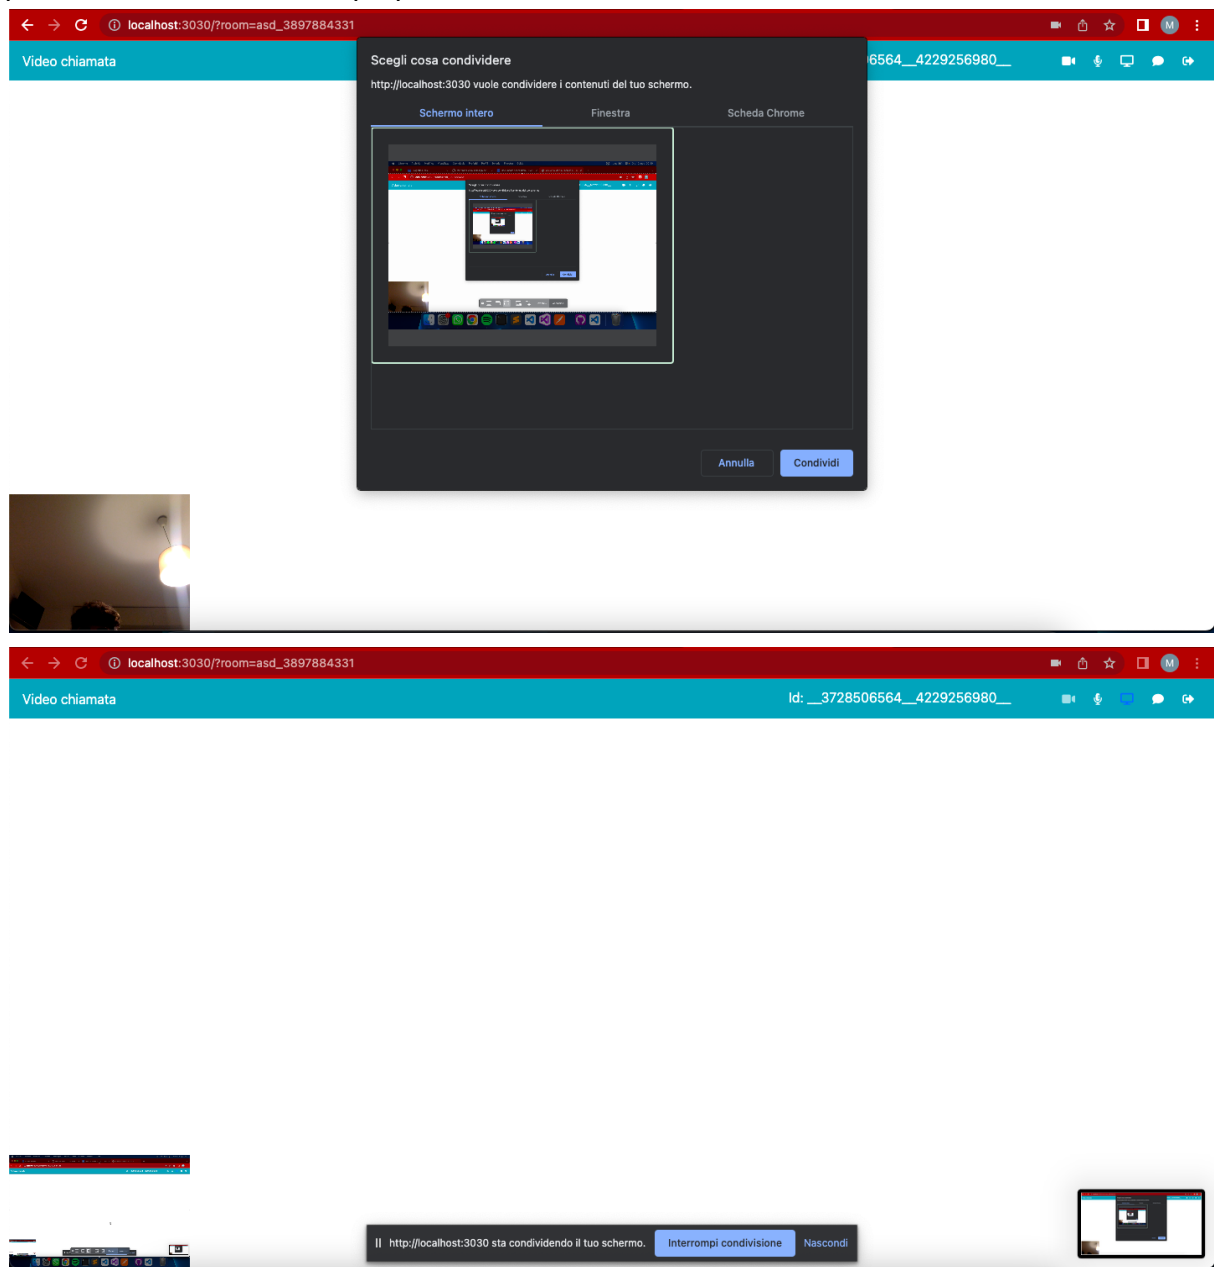 localhost:3030/?room=asd_3897884331
M
Video chiamata
6564__4229256980__
Scegli cosa condividere
http://localhost:3030 vuole condividere i contenuti del tuo schermo.
Schermo intero
Finestra
Scheda Chrome
Annulla
Condividi
localhost:3030/?room=asd_3897884331
M
Video chiamata
Id: __3728506564__4229256980__
http://localhost:3030 sta condividendo il tuo schermo.
Interrompi condivisione
Nascondi